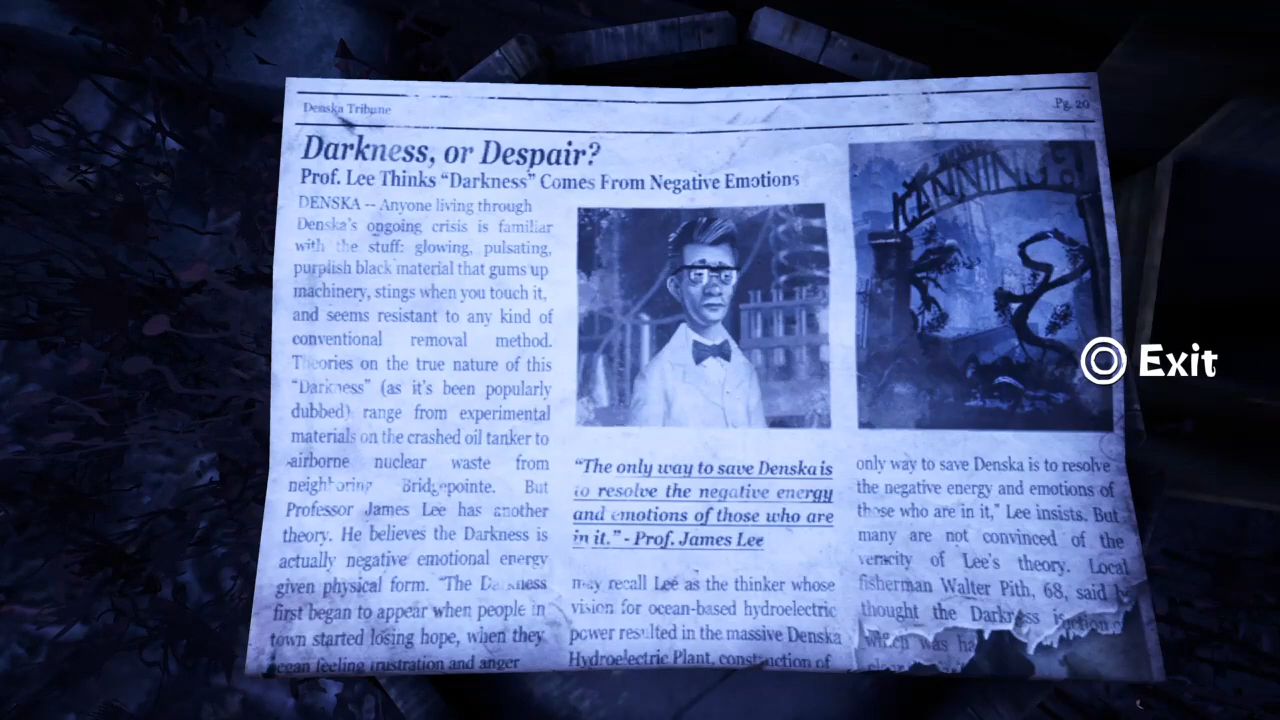 Denska Tribune
Pg. 20
Darkness, or Despair?
Prof. Lee Thinks “Darkness” Comes From Negative Emotions
DENSKA -- Anyone living through
Denska’s ongoing crisis is familiar
with the stuff: glowing, pulsating,
purplish black material that gums up
machinery, stings when you touch it,
and seems resistant to any kind of
conventional removal method.
Theories on the true nature of this
“Darkness” (as it’s been popularly
dubbed) range from experimental
materials on the crashed oil tanker to
airborne nuclear waste from
neighboring Bridgepointe. But
Professor James Lee has another
theory. He believes the Darkness is
actually negative emotional energy
given physical form. “The Darkness
first began to appear when people in
town started losing hope, when they
began feeling frustration and anger
“The only way to save Denska is
to resolve the negative energy
and emotions of those who are
in it.” - Prof. James Lee
may recall Lee as the thinker whose
vision for ocean-based hydroelectric
power resulted in the massive Denska
Hydroelectric Plant, construction of
CANNING
only way to save Denska is to resolve
the negative energy and emotions of
those who are in it,” Lee insists. But
many are not convinced of the
veracity of Lee’s theory. Local
fisherman Walter Pith, 68, said
thought the Darkness is
which was
Exit